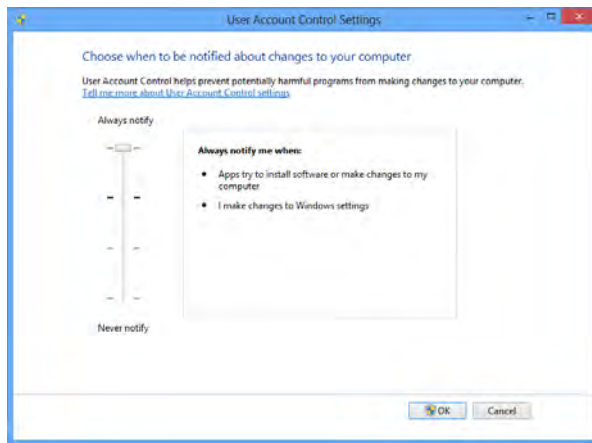 User Account Control Settings
Choose when to be notified about changes to your computer
User Account Control helps prevent potentially harmful programs from making changes to your computer.
Tell me more about User Account Control settings
Always notify
Always notify me when:
• Apps try to install software or make changes to my
computer
• I make changes to Windows settings
Never notify
OK Cancel